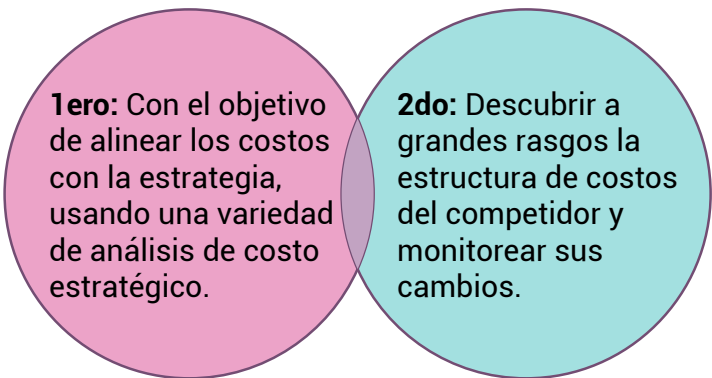 1ero: Con el objetivo
de alinear los costos
con la estrategia,
usando una variedad
de análisis de costo
estratégico.
2do: Descubrir a
grandes rasgos la
estructura de costos
del competidor y
monitorear sus
cambios.